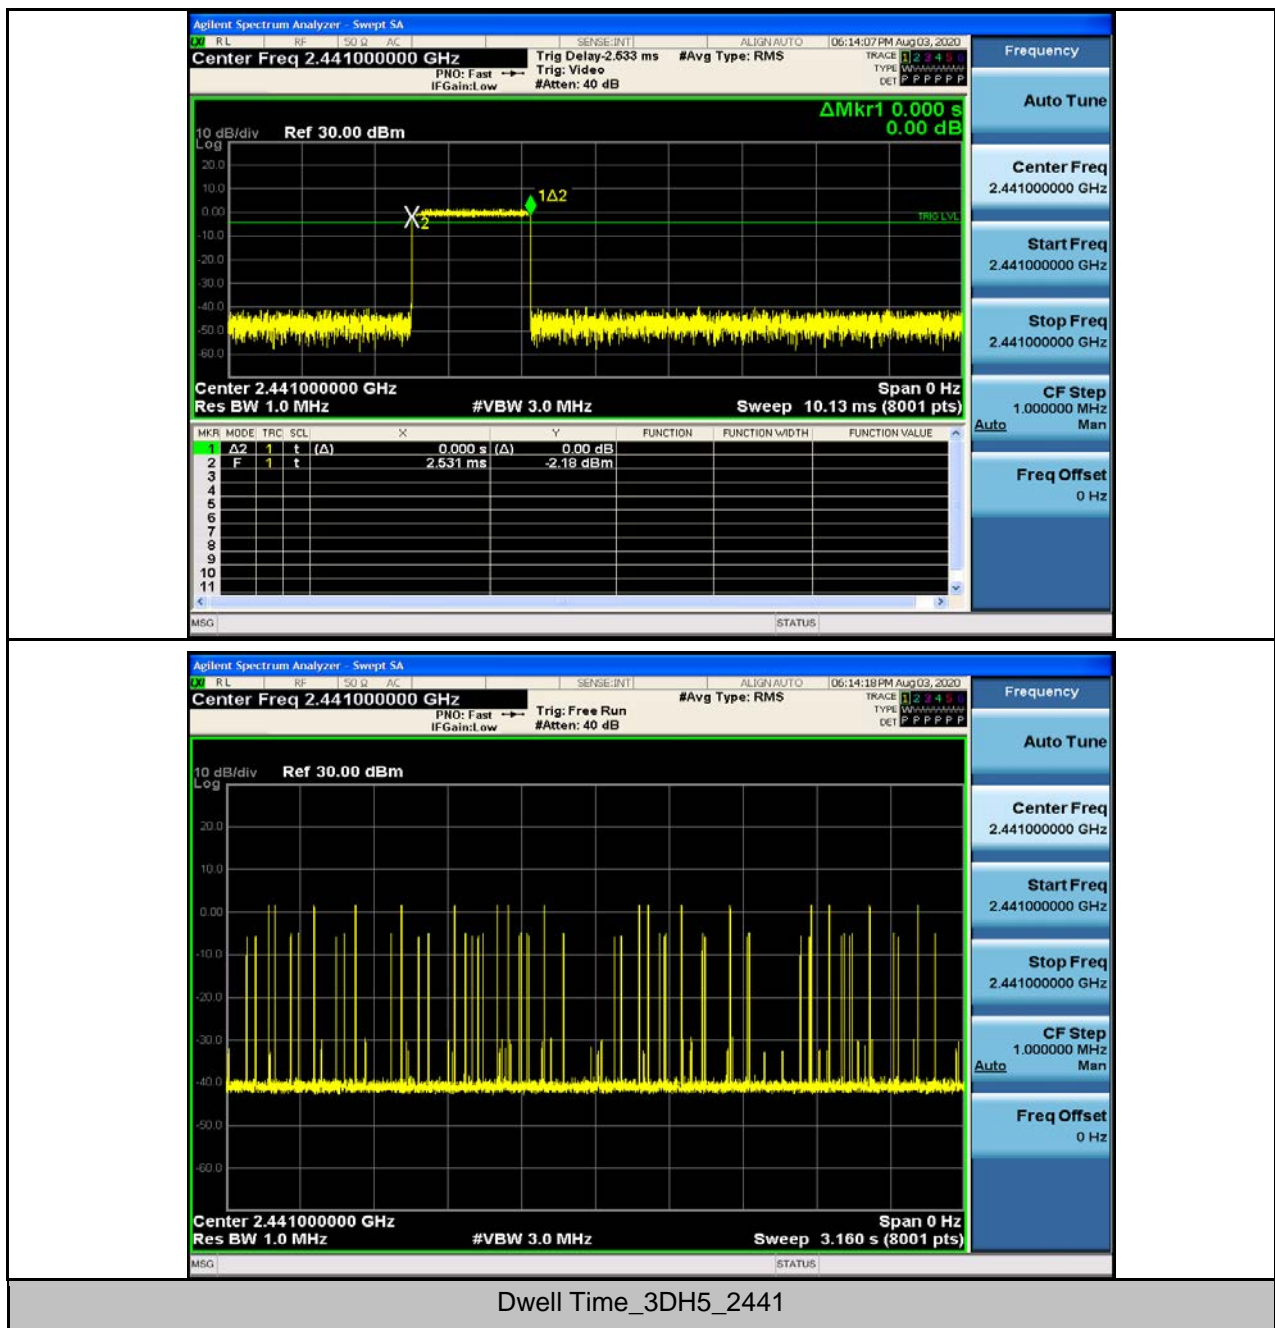 Agilent Spectrum Analyzer - Swept SA
RL RF 50 Ω AC SENSE:INT ALIGN AUTO 06:14:07 PM Aug 03, 2020
Center Freq 2.441000000 GHz Trig Delay-2.533 ms #Avg Type: RMS TRACE 1 2 3 4 5 6
PNO: Fast Trig: Video TYPE
IFGain:Low #Atten: 40 dB DET P P P P P P
Frequency
Auto Tune
ΔMkr1 0.000 s
0.00 dB
10 dB/div Ref 30.00 dBm
Log
20.0
10.0
0.00
-10.0
-20.0
-30.0
-40.0
-50.0
-60.0
1Δ2
2
TRIG LVL
Center 2.441000000 GHz Span 0 Hz
Res BW 1.0 MHz #VBW 3.0 MHz Sweep 10.13 ms (8001 pts)
MKR MODE TRC SCL X Y FUNCTION FUNCTION WIDTH FUNCTION VALUE
1 Δ2 1 t (Δ) 0.000 s (Δ) 0.00 dB
2 F 1 t 2.531 ms -2.18 dBm
3
4
5
6
7
8
9
10
11
MSG STATUS
Center Freq
2.441000000 GHz
Start Freq
2.441000000 GHz
Stop Freq
2.441000000 GHz
CF Step
1.000000 MHz
Auto Man
Freq Offset
0 Hz
Agilent Spectrum Analyzer - Swept SA
RL RF 50 Ω AC SENSE:INT ALIGN AUTO 06:14:18 PM Aug 03, 2020
Center Freq 2.441000000 GHz #Avg Type: RMS TRACE 1 2 3 4 5 6
PNO: Fast Trig: Free Run TYPE
IFGain:Low #Atten: 40 dB DET P P P P P P
Frequency
Auto Tune
10 dB/div Ref 30.00 dBm
Log
20.0
10.0
0.00
-10.0
-20.0
-30.0
-40.0
-50.0
-60.0
Center 2.441000000 GHz Span 0 Hz
Res BW 1.0 MHz #VBW 3.0 MHz Sweep 3.160 s (8001 pts)
MSG STATUS
Center Freq
2.441000000 GHz
Start Freq
2.441000000 GHz
Stop Freq
2.441000000 GHz
CF Step
1.000000 MHz
Auto Man
Freq Offset
0 Hz
Dwell Time_3DH5_2441